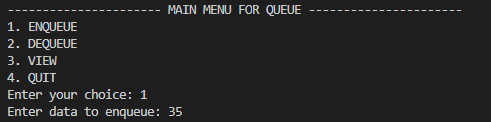 ---------------------- MAIN MENU FOR QUEUE ----------------------
1. ENQUEUE
2. DEQUEUE
3. VIEW
4. QUIT
Enter your choice: 1
Enter data to enqueue: 35